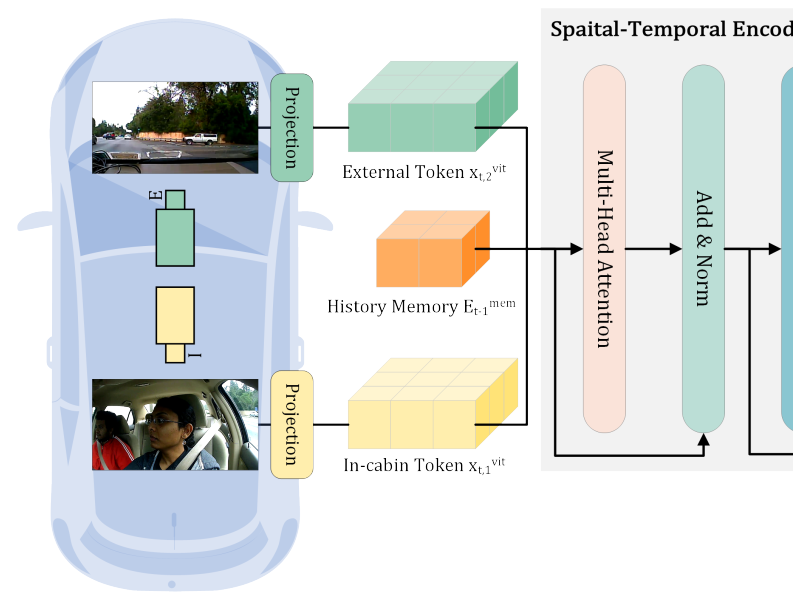 Spaital-Temporal Encod
Projection
External Token x_{t,2}^{vit}
E
Multi-Head Attention
Add & Norm
History Memory E_{t-1}^{mem}
I
Projection
In-cabin Token x_{t,1}^{vit}